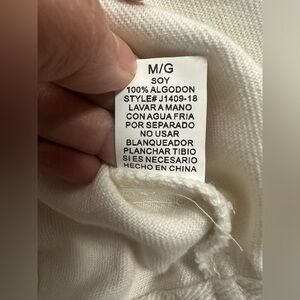 M/G
SOY
100% ALGODON
STYLE# J1409-18
LAVAR A MANO
CON AGUA FRIA
POR SEPARADO
NO USAR
BLANQUEADOR
PLANCHAR TIBIO
SI ES NECESARIO
HECHO EN CHINA